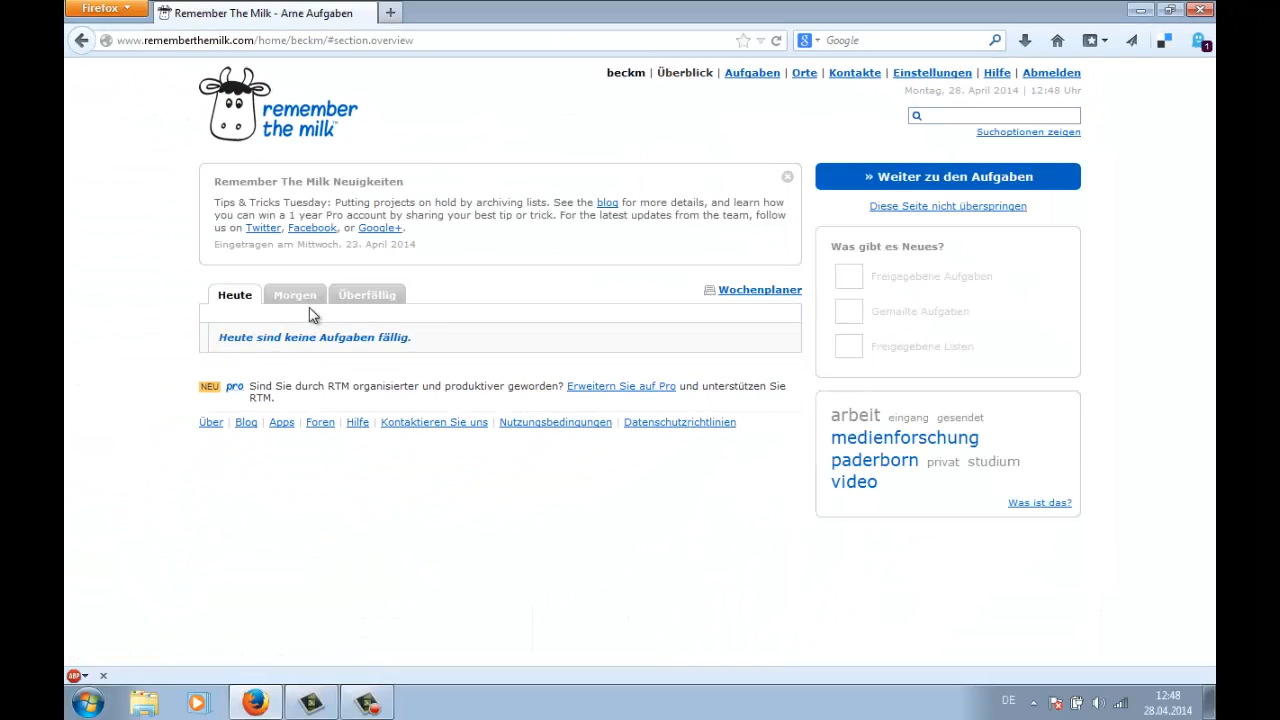 Firefox
Remember The Milk - Arne Aufgaben
www.rememberthemilk.com/home/beckm/#section.overview
Google
1
beckm | Überblick | Aufgaben | Orte | Kontakte | Einstellungen | Hilfe | Abmelden
Montag, 28. April 2014 | 12:48 Uhr
remember
the milk™
Suchoptionen zeigen
Remember The Milk Neuigkeiten
Tips & Tricks Tuesday: Putting projects on hold by archiving lists. See the blog for more details, and learn how
you can win a 1 year Pro account by sharing your best tip or trick. For the latest updates from the team, follow
us on Twitter, Facebook, or Google+.
Eingetragen am Mittwoch, 23. April 2014
» Weiter zu den Aufgaben
Diese Seite nicht überspringen
Was gibt es Neues?
Freigegebene Aufgaben
Gemailte Aufgaben
Freigegebene Listen
Heute
Morgen
Überfällig
Wochenplaner
Heute sind keine Aufgaben fällig.
NEU pro Sind Sie durch RTM organisierter und produktiver geworden? Erweitern Sie auf Pro und unterstützen Sie
RTM.
Über | Blog | Apps | Foren | Hilfe | Kontaktieren Sie uns | Nutzungsbedingungen | Datenschutzrichtlinien
arbeit eingang gesendet
medienforschung
paderborn privat studium
video
Was ist das?
ABP
DE
12:48
28.04.2014